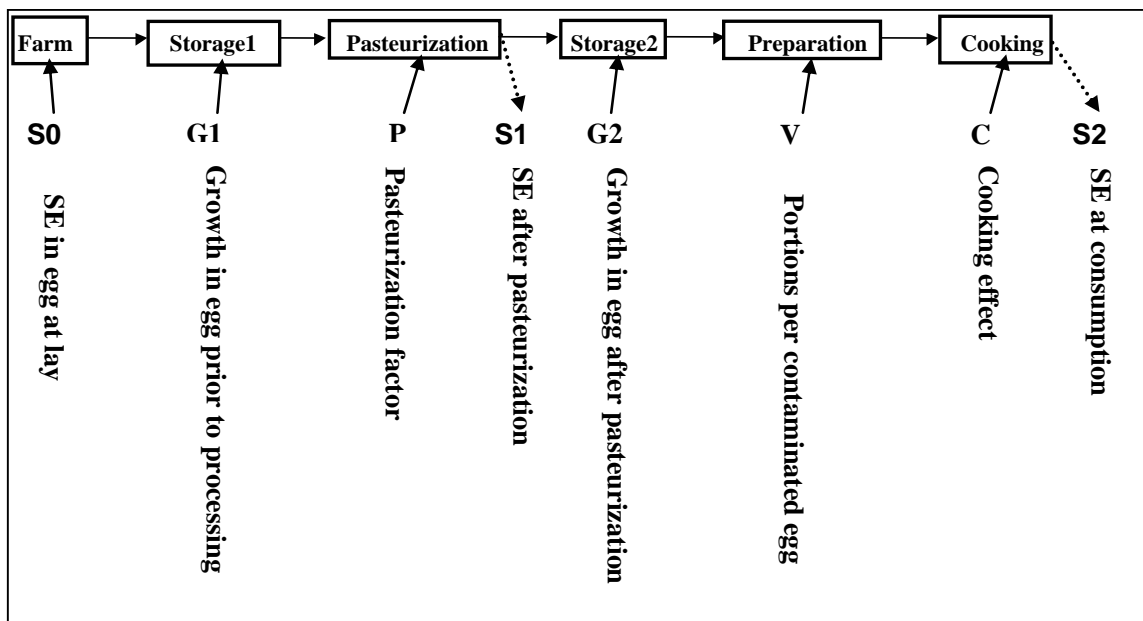 Farm
Storage1
Pasteurization
Storage2
Preparation
Cooking
S0
G1
P
S1
G2
V
C
S2
SE in egg at lay
Growth in egg prior to processing
Pasteurization factor
SE after pasteurization
Growth in egg after pasteurization
Portions per contaminated egg
Cooking effect
SE at consumption